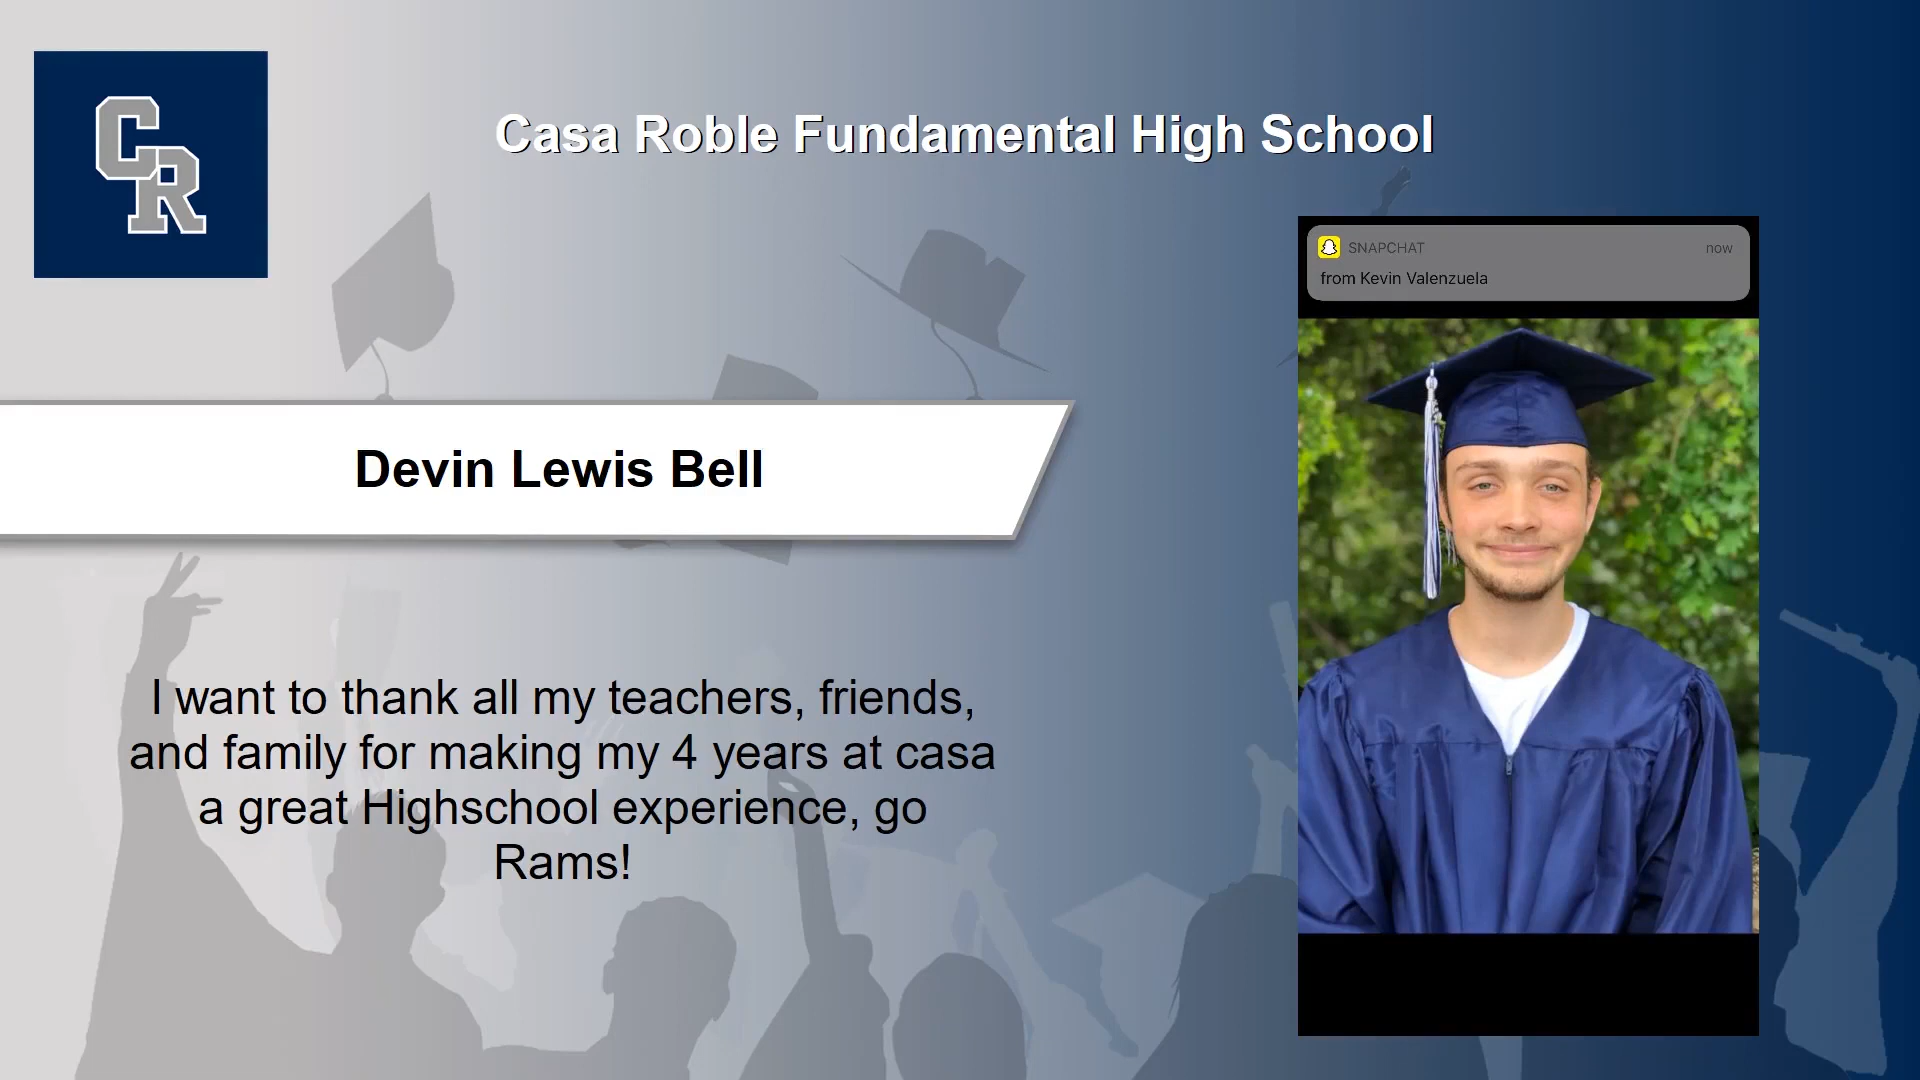 CR
Casa Roble Fundamental High School
SNAPCHAT now
from Kevin Valenzuela
Devin Lewis Bell
I want to thank all my teachers, friends,
and family for making my 4 years at casa
a great Highschool experience, go
Rams!